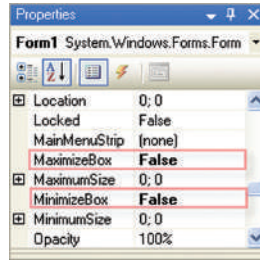 Properties
Form1 System.Windows.Forms.Form
Location 0; 0
Locked False
MainMenuStrip (none)
MaximizeBox False
MaximumSize 0; 0
MinimizeBox False
MinimumSize 0; 0
Opacity 100%